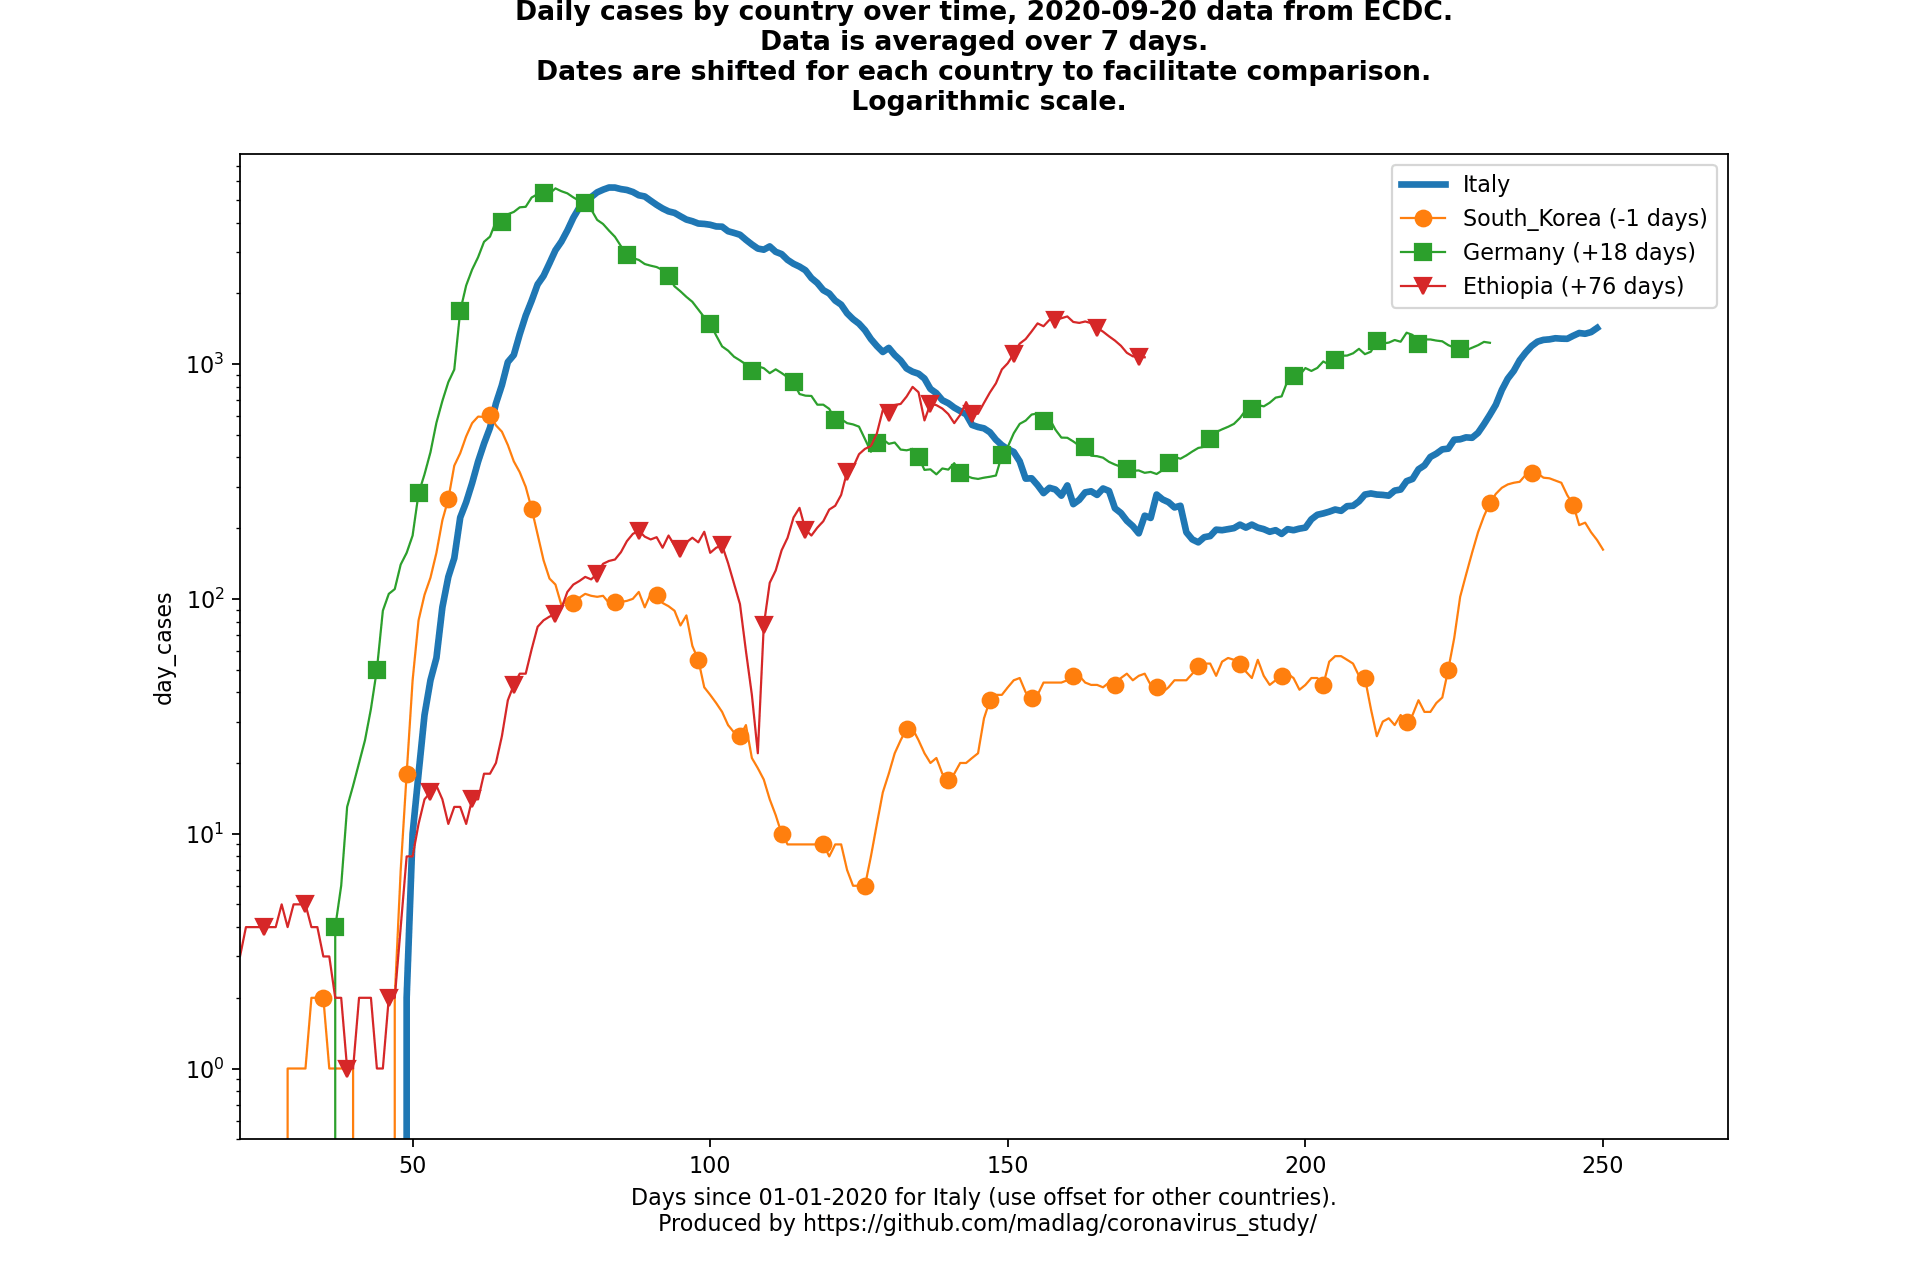 Daily cases by country over time, 2020-09-20 data from ECDC.
Data is averaged over 7 days.
Dates are shifted for each country to facilitate comparison.
Logarithmic scale.
Italy
South_Korea (-1 days)
Germany (+18 days)
Ethiopia (+76 days)
day_cases
10³
10²
10¹
10⁰
50 100 150 200 250
Days since 01-01-2020 for Italy (use offset for other countries).
Produced by https://github.com/madlag/coronavirus_study/